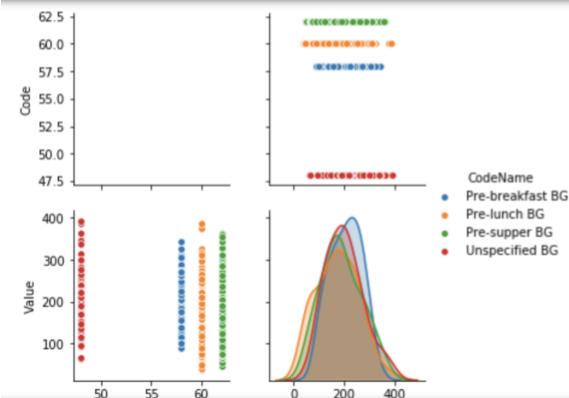 62.5
60.0
57.5
55.0
52.5
50.0
47.5
Code
400
300
200
100
Value
50
55
60
0
200
400
CodeName
Pre-breakfast BG
Pre-lunch BG
Pre-supper BG
Unspecified BG